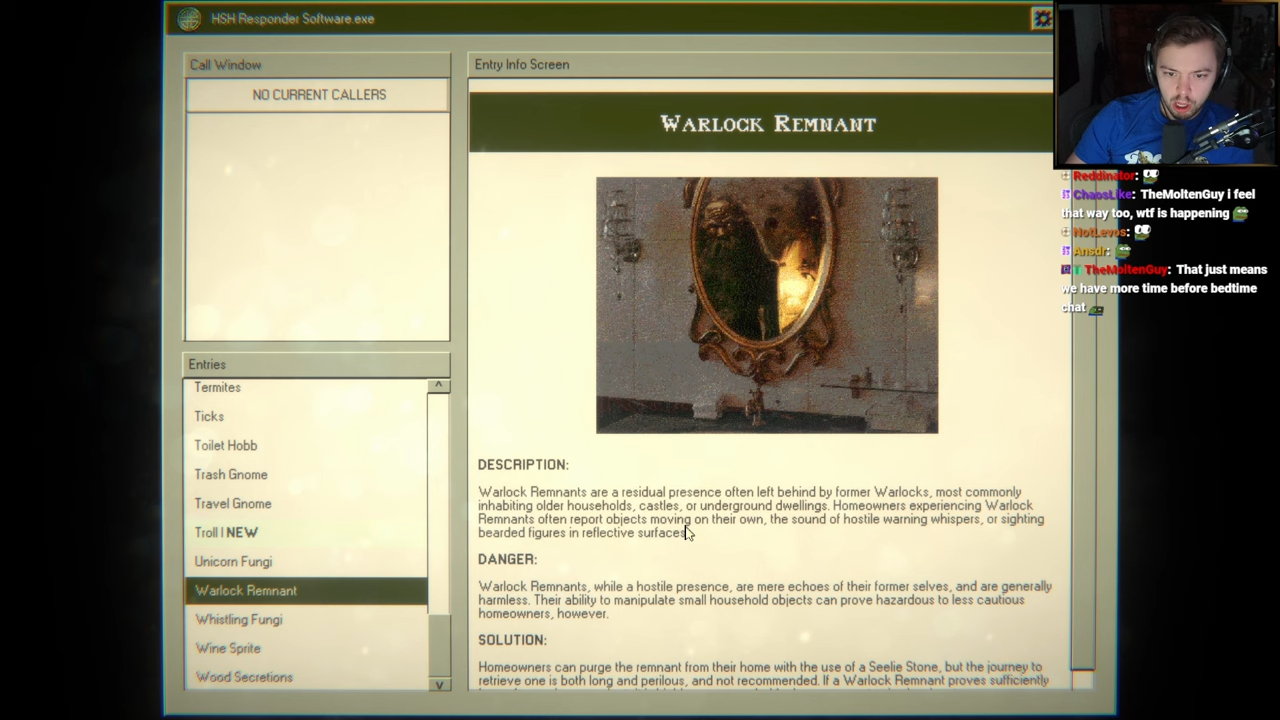 HSH Responder Software.exe
Call Window
NO CURRENT CALLERS
Entries
Termites
Ticks
Toilet Hobb
Trash Gnome
Travel Gnome
Troll | NEW
Unicorn Fungi
Warlock Remnant
Whistling Fungi
Wine Sprite
Wood Secretions
Entry Info Screen
WARLOCK REMNANT
DESCRIPTION:
Warlock Remnants are a residual presence often left behind by former Warlocks, most commonly
inhabiting older households, castles, or underground dwellings. Homeowners experiencing Warlock
Remnants often report objects moving on their own, the sound of hostile warning whispers, or sighting
bearded figures in reflective surfaces.
DANGER:
Warlock Remnants, while a hostile presence, are mere echoes of their former selves, and are generally
harmless. Their ability to manipulate small household objects can prove hazardous to less cautious
homeowners, however.
SOLUTION:
Homeowners can purge the remnant from their home with the use of a Seelie Stone, but the journey to
retrieve one is both long and perilous, and not recommended. If a Warlock Remnant proves sufficiently
Reddinator:
ChaosLike: TheMoltenGuy i feel
that way too, wtf is happening
NotLevos:
Ansdr:
TheMoltenGuy: That just means
we have more time before bedtime
chat